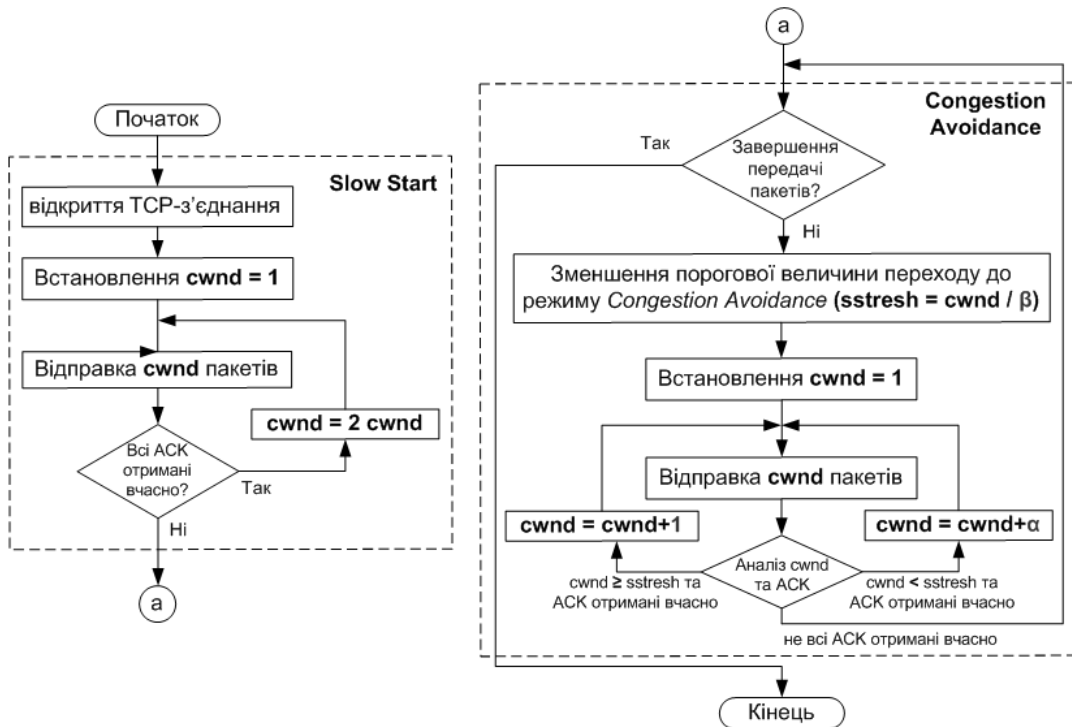 Початок
Slow Start
відкриття TCP-з’єднання
Встановлення cwnd = 1
Відправка cwnd пакетів
cwnd = 2 cwnd
Всі ACK
отримані
вчасно?
Так
Ні
а
а
Congestion
Avoidance
Так
Завершення
передачі
пакетів?
Ні
Зменшення порогової величини переходу до
режиму Congestion Avoidance (sstresh = cwnd / β)
Встановлення cwnd = 1
Відправка cwnd пакетів
cwnd = cwnd+1
cwnd = cwnd+α
Аналіз cwnd
та ACK
cwnd ≥ sstresh та
ACK отримані вчасно
cwnd < sstresh та
ACK отримані вчасно
не всі ACK отримані вчасно
Кінець